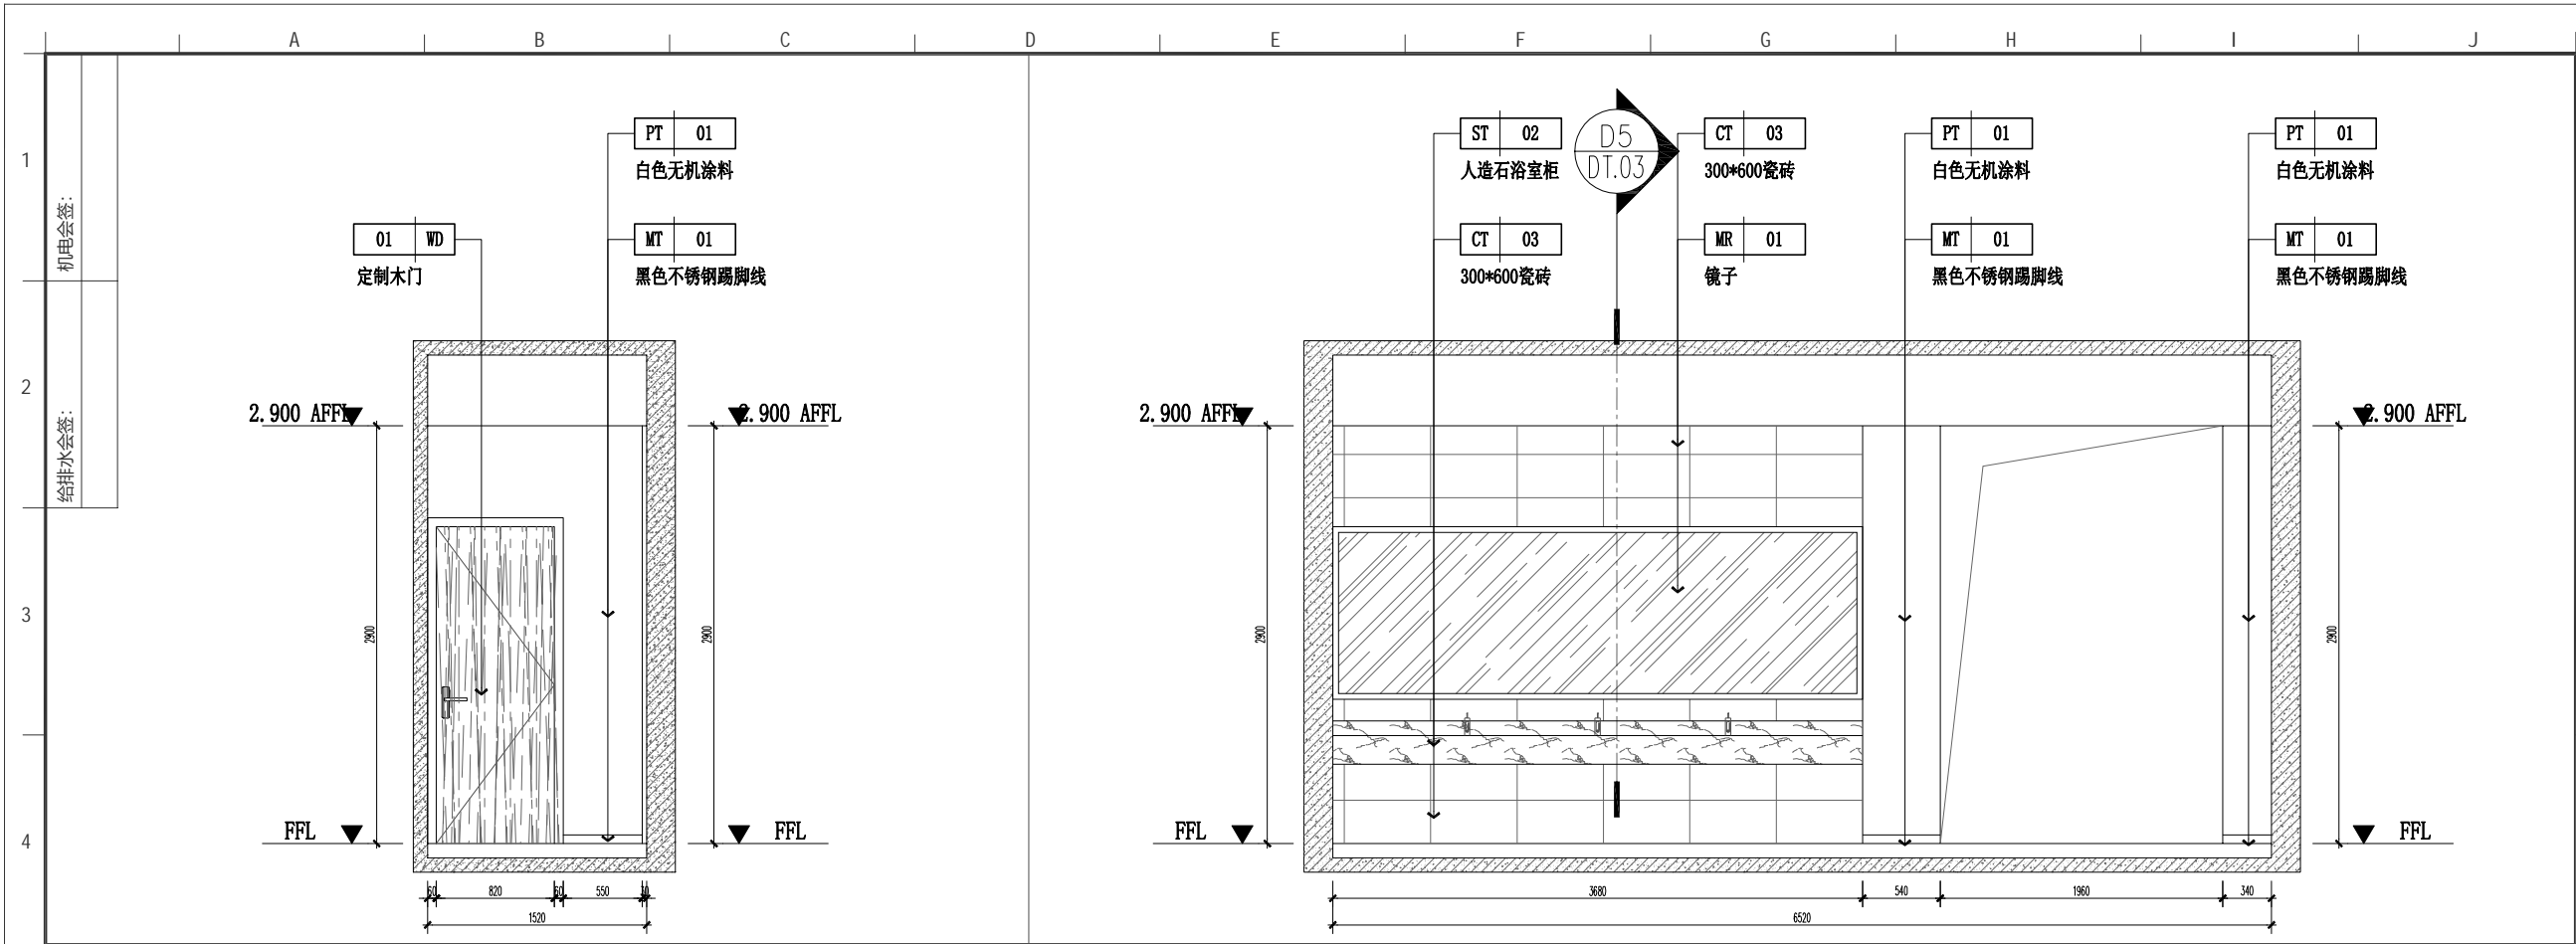 A B C D E F G H I J
1
2
3
4
机电会签:
给排水会签:
PT 01
白色无机涂料
01 WD
定制木门
MT 01
黑色不锈钢踢脚线
2.900 AFFL
2.900 AFFL
2900
2900
FFL
FFL
60 820 60 550 30
1520
ST 02
人造石浴室柜
D5
DT.03
CT 03
300*600瓷砖
PT 01
白色无机涂料
PT 01
白色无机涂料
CT 03
300*600瓷砖
MR 01
镜子
MT 01
黑色不锈钢踢脚线
MT 01
黑色不锈钢踢脚线
2.900 AFFL
2.900 AFFL
2900
2900
FFL
FFL
3680 540 1960 340
6520